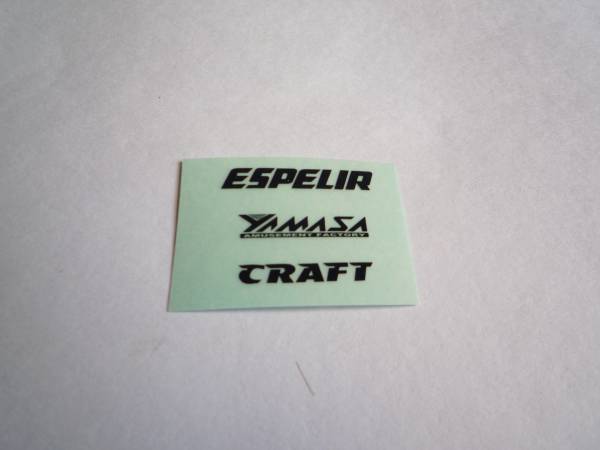 ESPELIR
YAMASA
AMUSEMENT FACTORY
CRAFT